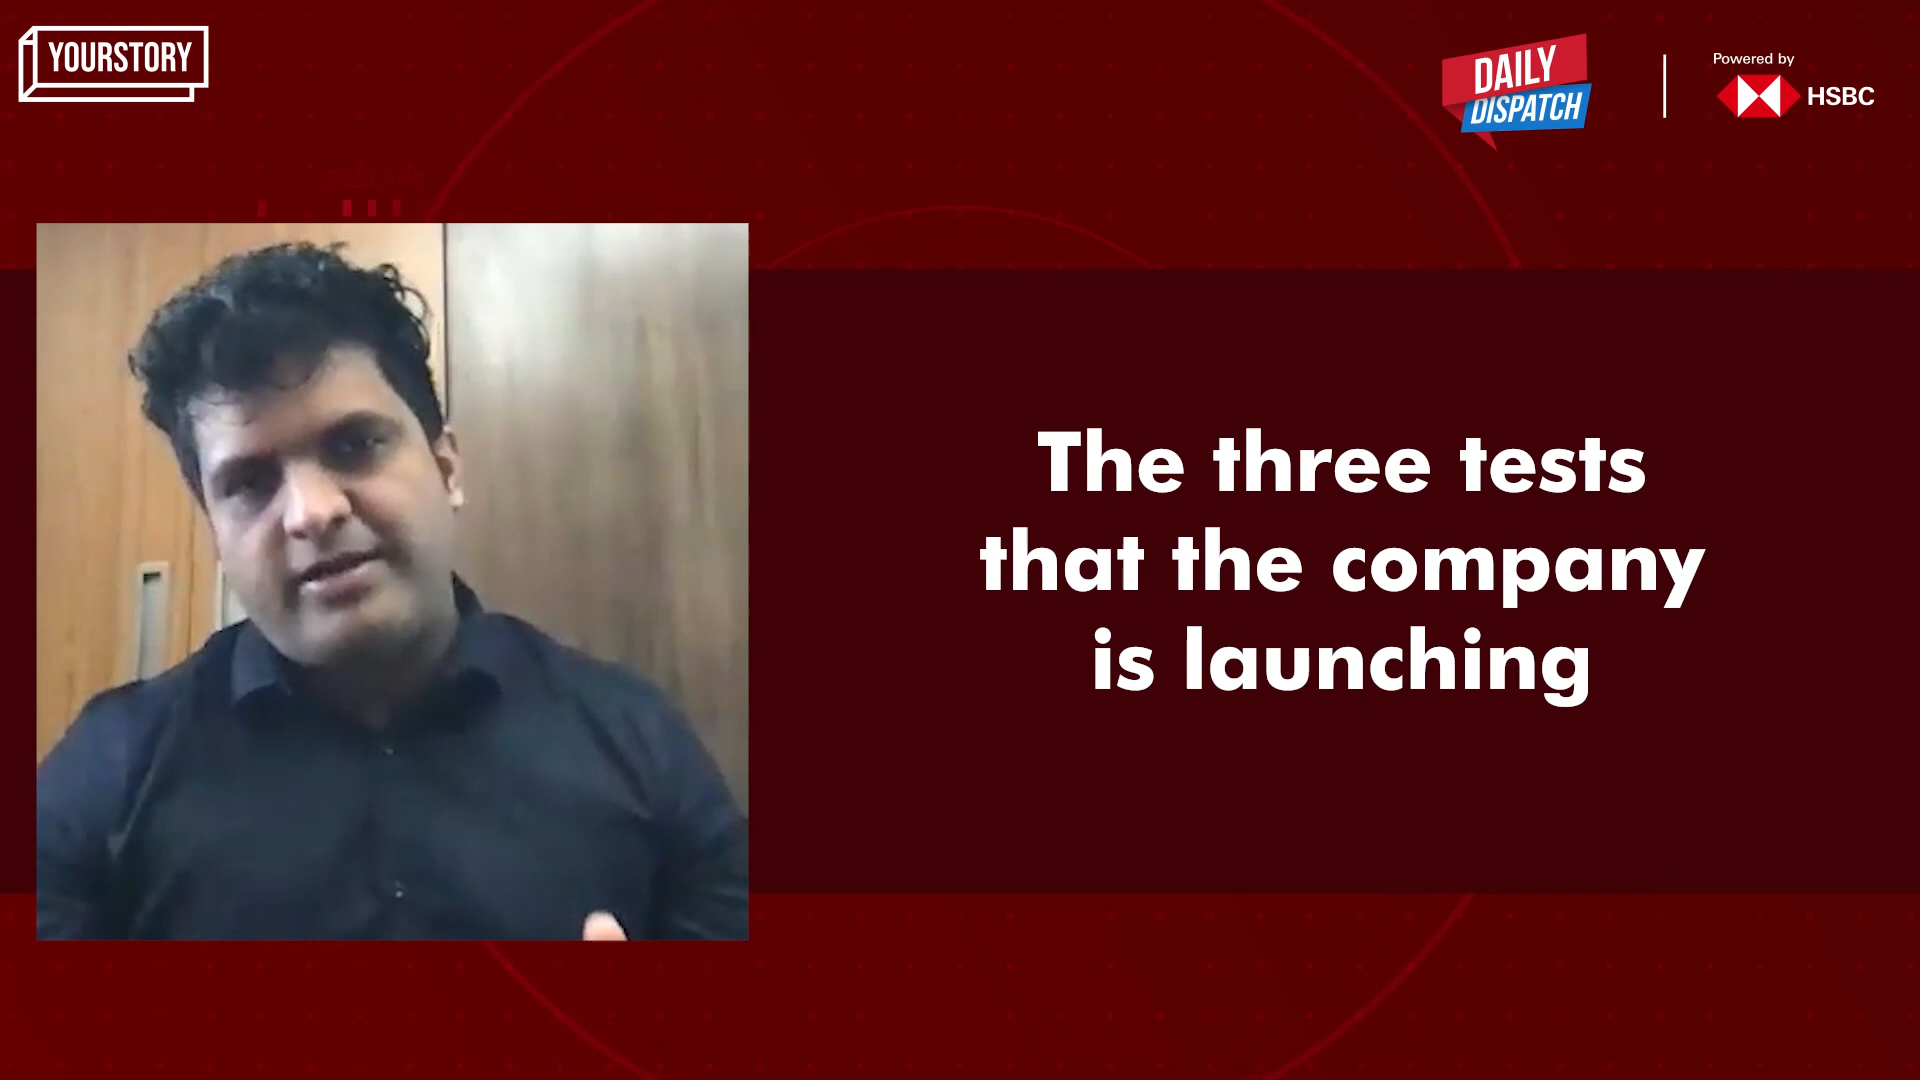 YOURSTORY
DAILY
DISPATCH
Powered by
HSBC
The three tests
that the company
is launching